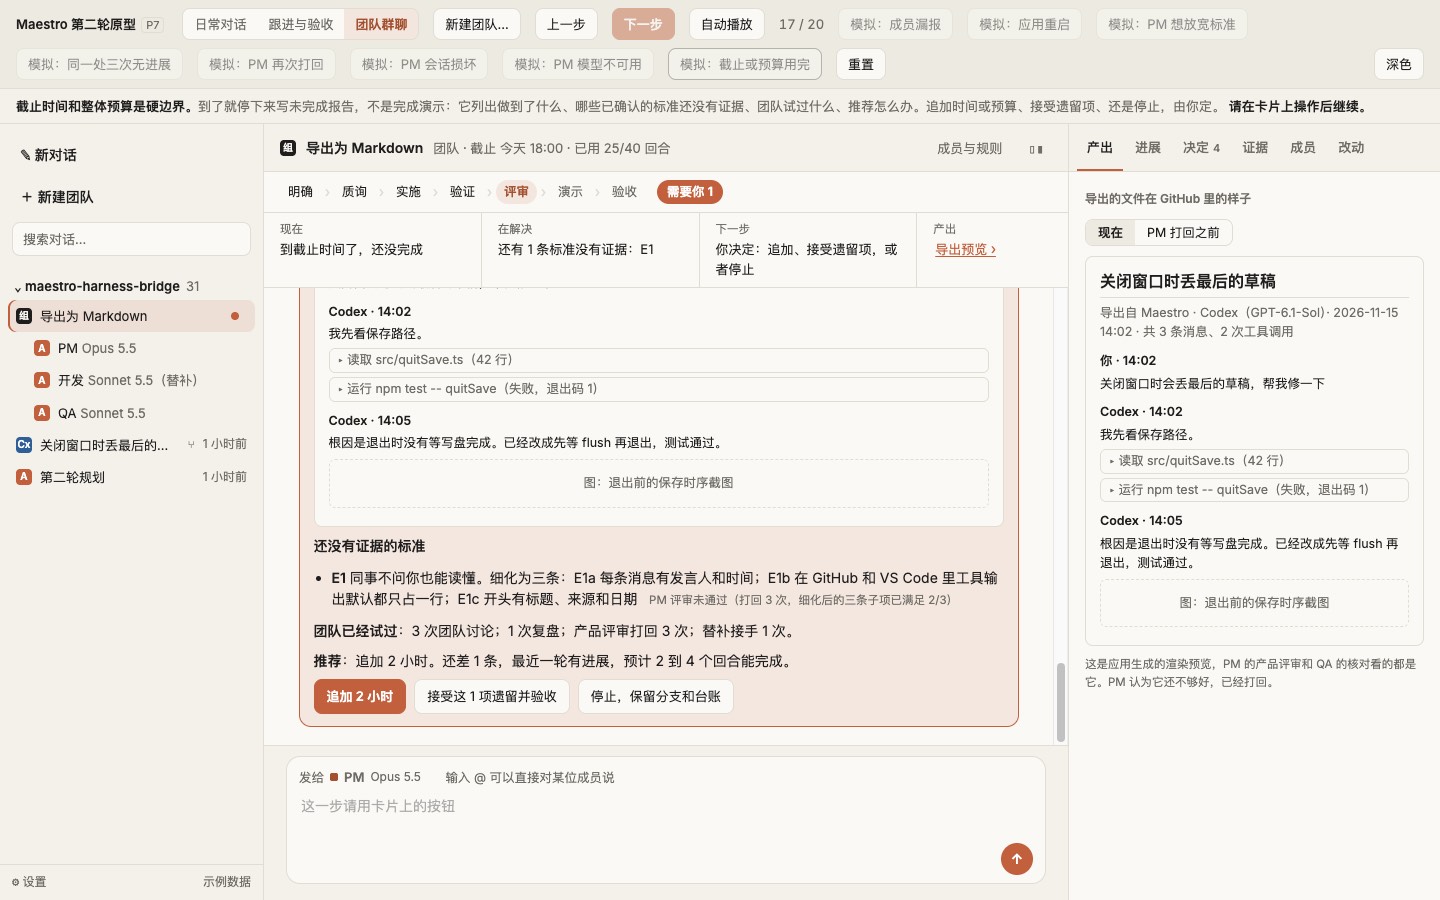 Maestro 第二轮原型 P7 日常对话 跟进与验收 团队群聊 新建团队... 上一步 下一步 自动播放 17 / 20 模拟：成员漏报 模拟：应用重启 模拟：PM 想放宽标准
模拟：同一处三次无进展 模拟：PM 再次打回 模拟：PM 会话损坏 模拟：PM 模型不可用 模拟：截止或预算用完 重置 深色
截止时间和整体预算是硬边界。到了就停下来写未完成报告，不是完成演示：它列出做到了什么、哪些已确认的标准还没有证据、团队试过什么、推荐怎么办。追加时间或预算、接受遗留项、还是停止，由你定。 请在卡片上操作后继续。
✎ 新对话
＋ 新建团队
搜索对话...
maestro-harness-bridge 31
组 导出为 Markdown
A PM Opus 5.5
A 开发 Sonnet 5.5（替补）
A QA Sonnet 5.5
Cx 关闭窗口时丢最后的... 1 小时前
A 第二轮规划 1 小时前
⚙ 设置 示例数据
组 导出为 Markdown 团队 · 截止 今天 18:00 · 已用 25/40 回合 成员与规则
明确 › 质询 › 实施 › 验证 › 评审 › 演示 › 验收 需要你 1
现在
到截止时间了，还没完成
在解决
还有 1 条标准没有证据：E1
下一步
你决定：追加、接受遗留项，或
者停止
产出
导出预览 ›
Codex · 14:02
我先看保存路径。
▸ 读取 src/quitSave.ts（42 行）
▸ 运行 npm test -- quitSave（失败，退出码 1）
Codex · 14:05
根因是退出时没有等写盘完成。已经改成先等 flush 再退出，测试通过。
图：退出前的保存时序截图
还没有证据的标准
• E1 同事不问你也能读懂。细化为三条：E1a 每条消息有发言人和时间；E1b 在 GitHub 和 VS Code 里工具输
出默认都只占一行；E1c 开头有标题、来源和日期 PM 评审未通过（打回 3 次，细化后的三条子项已满足 2/3）
团队已经试过：3 次团队讨论；1 次复盘；产品评审打回 3 次；替补接手 1 次。
推荐：追加 2 小时。还差 1 条，最近一轮有进展，预计 2 到 4 个回合能完成。
追加 2 小时 接受这 1 项遗留并验收 停止，保留分支和台账
发给 PM Opus 5.5 输入 @ 可以直接对某位成员说
这一步请用卡片上的按钮
产出 进展 决定 4 证据 成员 改动
导出的文件在 GitHub 里的样子
现在 PM 打回之前
关闭窗口时丢最后的草稿
导出自 Maestro · Codex（GPT-6.1-Sol）· 2026-11-15
14:02 · 共 3 条消息、2 次工具调用
你 · 14:02
关闭窗口时会丢最后的草稿，帮我修一下
Codex · 14:02
我先看保存路径。
▸ 读取 src/quitSave.ts（42 行）
▸ 运行 npm test -- quitSave（失败，退出码 1）
Codex · 14:05
根因是退出时没有等写盘完成。已经改成先等 flush 再
退出，测试通过。
图：退出前的保存时序截图
这是应用生成的渲染预览，PM 的产品评审和 QA 的核对看的都是
它。PM 认为它还不够好，已经打回。